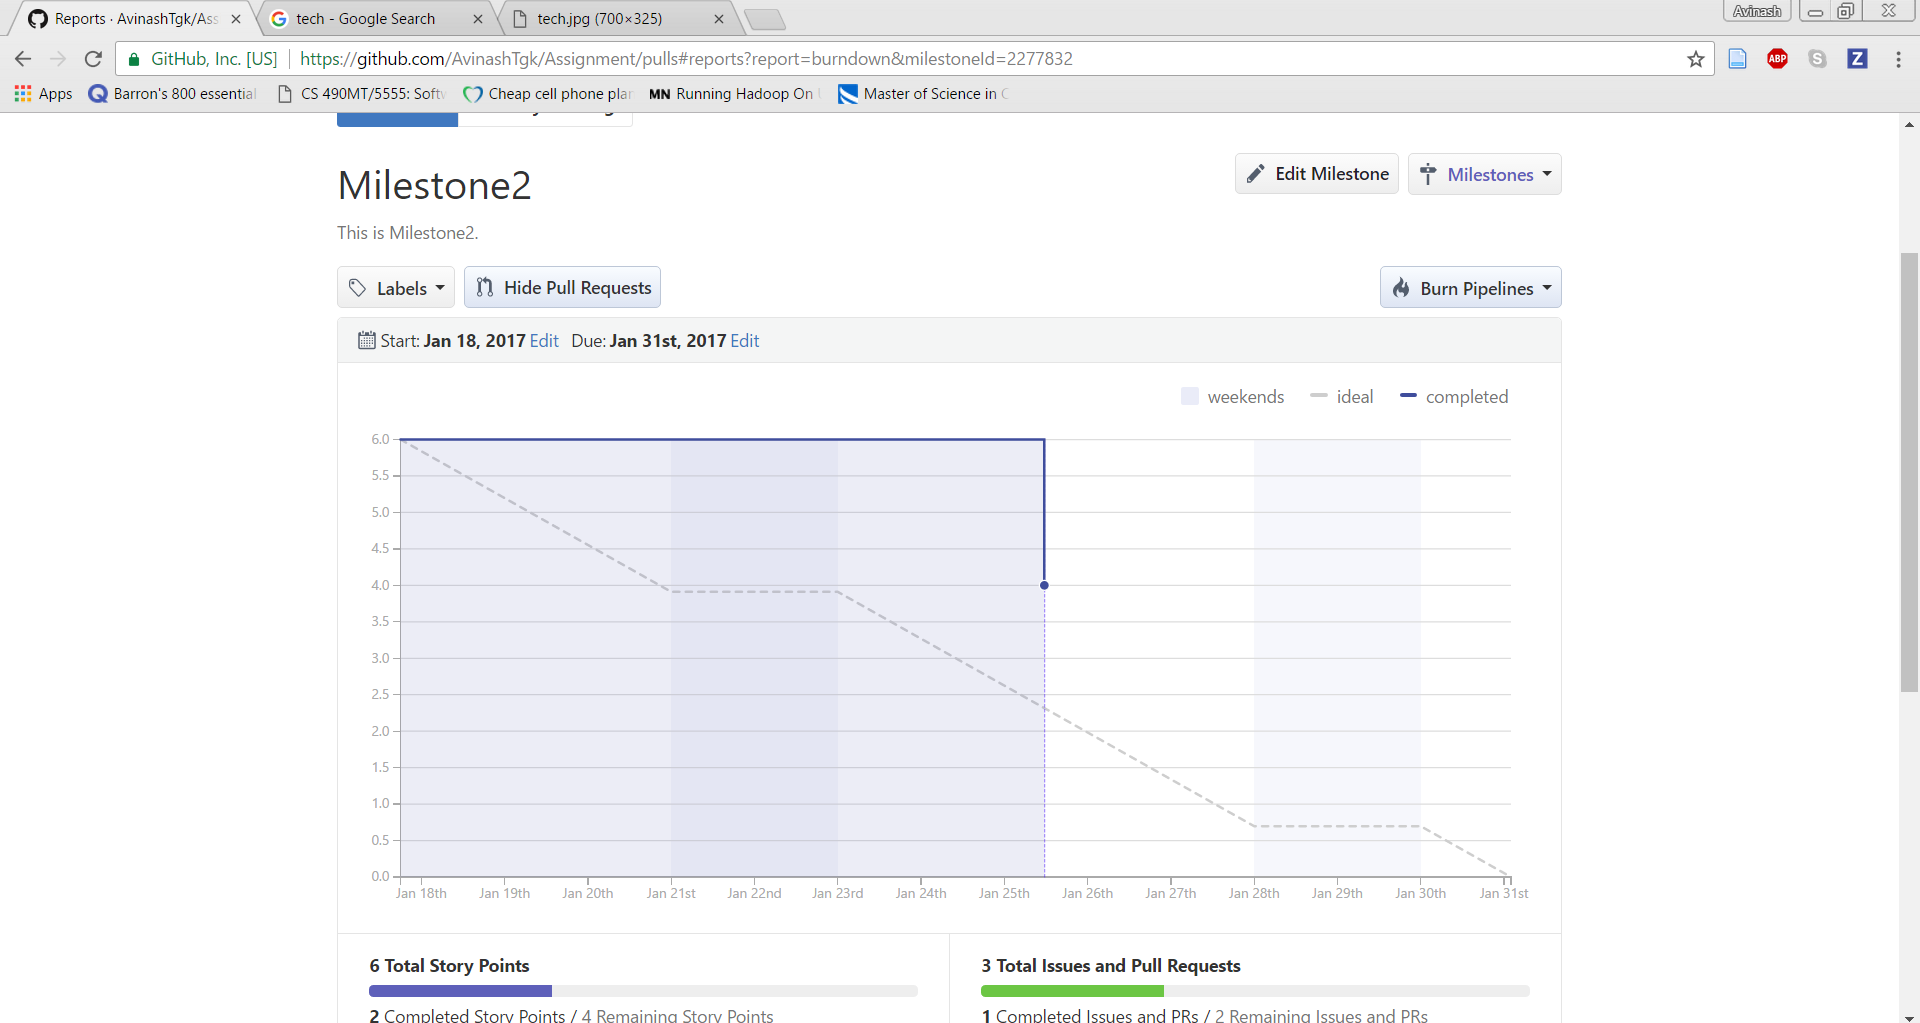 Reports · AvinashTgk/Ass
tech - Google Search
tech.jpg (700×325)
Avinash
GitHub, Inc. [US]
https://github.com/AvinashTgk/Assignment/pulls#reports?report=burndown&milestoneId=2277832
ABP
S
Z
Apps
Barron's 800 essential
CS 490MT/5555: Softw
Cheap cell phone plan
MN Running Hadoop On
Master of Science in C
Milestone2
Edit Milestone
Milestones
This is Milestone2.
Labels
Hide Pull Requests
Burn Pipelines
Start: Jan 18, 2017 Edit Due: Jan 31st, 2017 Edit
weekends ideal completed
6.0
5.5
5.0
4.5
4.0
3.5
3.0
2.5
2.0
1.5
1.0
0.5
0.0
Jan 18th Jan 19th Jan 20th Jan 21st Jan 22nd Jan 23rd Jan 24th Jan 25th Jan 26th Jan 27th Jan 28th Jan 29th Jan 30th Jan 31st
6 Total Story Points
2 Completed Story Points / 4 Remaining Story Points
3 Total Issues and Pull Requests
1 Completed Issues and PRs / 2 Remaining Issues and PRs